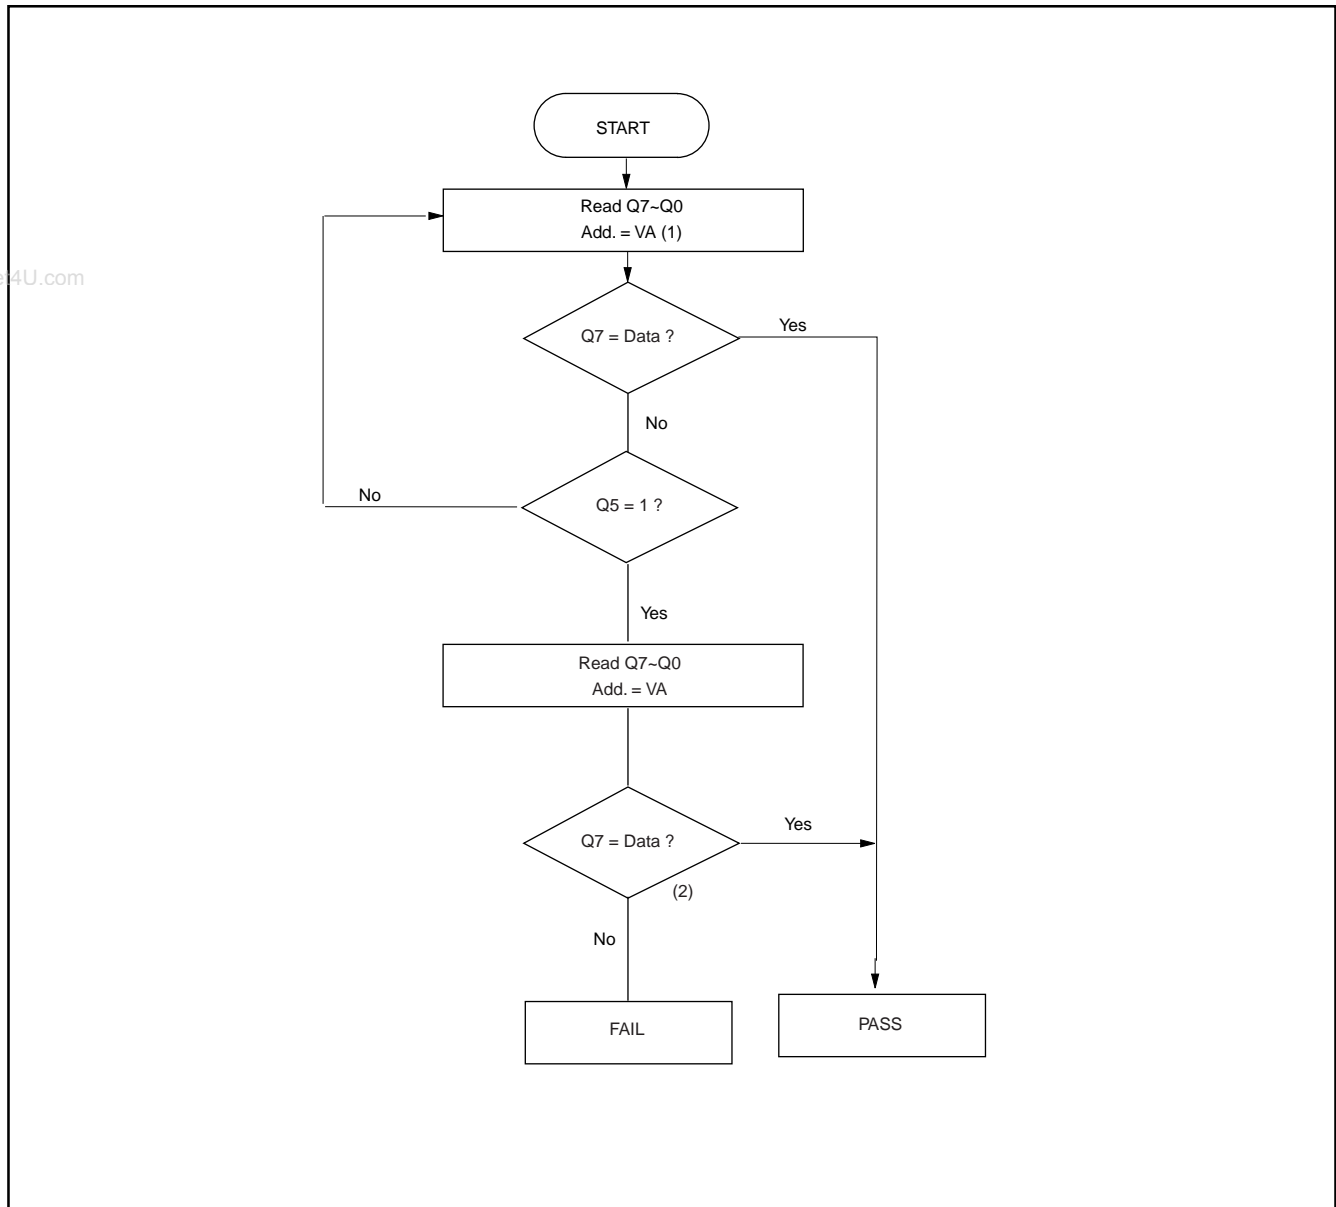 START
Read Q7~Q0
Add. = VA (1)
4U.com
Q7 = Data ?
Yes
No
No
Q5 = 1 ?
Yes
Read Q7~Q0
Add. = VA
Q7 = Data ?
Yes
(2)
No
FAIL
PASS